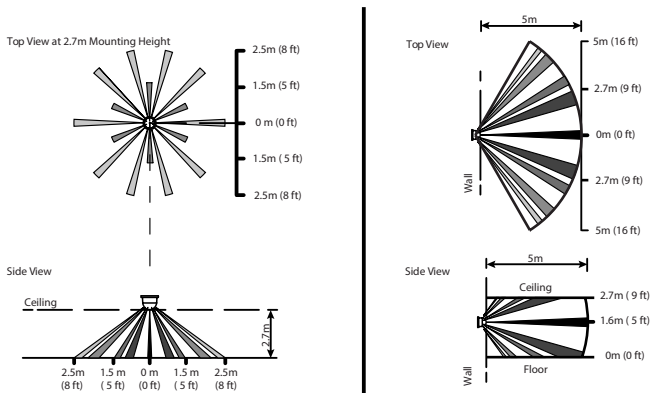 Top View at 2.7m Mounting Height
2.5m (8 ft)
1.5m (5 ft)
0 m (0 ft)
1.5m ( 5 ft)
2.5m (8 ft)
Side View
Ceiling
2.7m
2.5m 1.5 m 0 m 1.5 m 2.5m
(8 ft) ( 5 ft) (0 ft) ( 5 ft) (8 ft)
5m
Top View
5m (16 ft)
2.7m (9 ft)
0m (0 ft)
2.7m (9 ft)
5m (16 ft)
Wall
5m
Side View
Ceiling
2.7m ( 9 ft)
1.6m ( 5 ft)
0m (0 ft)
Floor
Wall